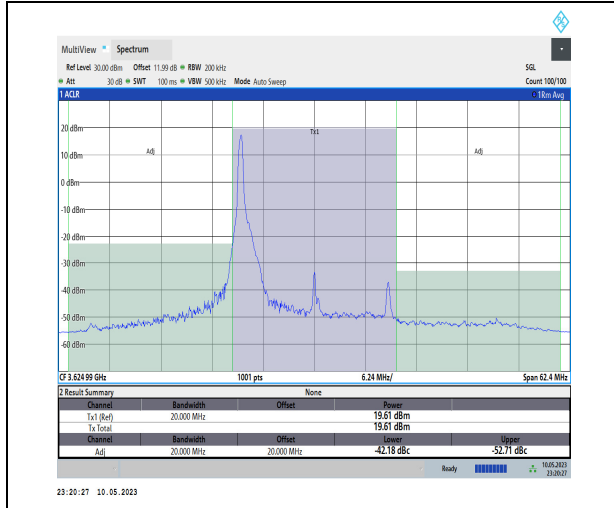 MultiView Spectrum
Ref Level 30.00 dBm Offset 11.99 dB RBW 200 kHz SGL
Att 30 dB SWT 100 ms VBW 500 kHz Mode Auto Sweep Count 100/100
1 ACLR 1Rm Avg
20 dBm
Tx1
10 dBm
Adj
Adj
0 dBm
-10 dBm
-20 dBm
-30 dBm
-40 dBm
-50 dBm
-60 dBm
CF 3.62499 GHz 1001 pts 6.24 MHz/ Span 62.4 MHz
2 Result Summary None
Channel Bandwidth Offset Power
Tx1 (Ref) 20.000 MHz 19.61 dBm
Tx Total 19.61 dBm
Channel Bandwidth Offset Lower Upper
Adj 20.000 MHz 20.000 MHz -42.18 dBc -52.71 dBc
Ready 10.05.2023
23:20:27
23:20:27 10.05.2023